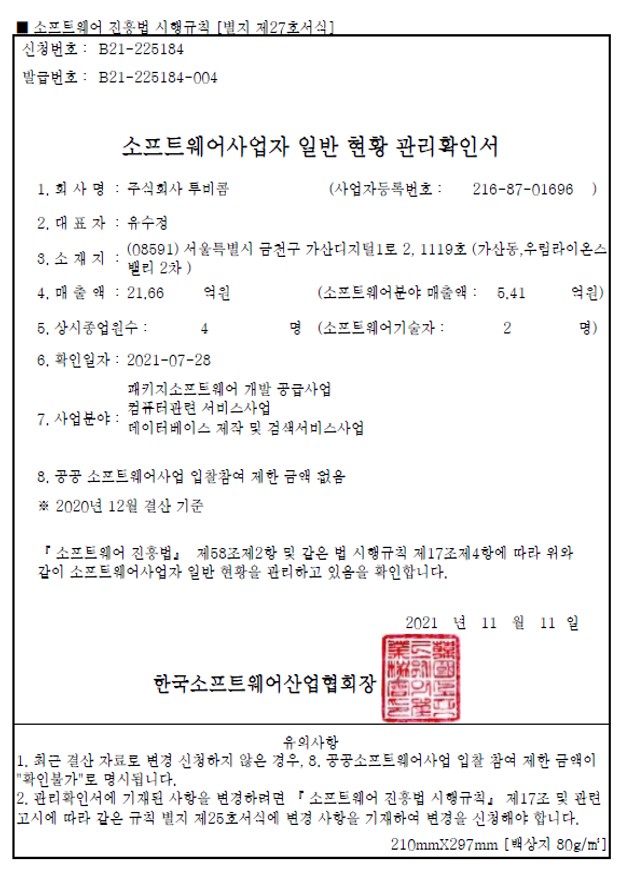 ■ 소프트웨어 진흥법 시행규칙 [별지 제27호서식]
신청번호 : B21-225184
발급번호 : B21-225184-004
소프트웨어사업자 일반 현황 관리확인서
1. 회 사 명 : 주식회사 투비콤 (사업자등록번호 : 216-87-01696 )
2. 대 표 자 : 유수정
3. 소 재 지 : (08591) 서울특별시 금천구 가산디지털1로 2, 1119호 (가산동,우림라이온스
밸리 2차 )
4. 매 출 액 : 21,66 억원 (소프트웨어분야 매출액 : 5,41 억원)
5. 상시종업원수 : 4 명 (소프트웨어기술자 : 2 명)
6. 확인일자 : 2021-07-28
7. 사업분야 : 패키지소프트웨어 개발 공급사업
컴퓨터관련 서비스사업
데이터베이스 제작 및 검색서비스사업
8. 공공 소프트웨어사업 입찰참여 제한 금액 없음
※ 2020년 12월 결산 기준
『 소프트웨어 진흥법』 제58조제2항 및 같은 법 시행규칙 제17조제4항에 따라 위와
같이 소프트웨어사업자 일반 현황을 관리하고 있음을 확인합니다.
2021 년 11 월 11 일
한국소프트웨어산업협회장
유의사항
1. 최근 결산 자료로 변경 신청하지 않은 경우, 8. 공공소프트웨어사업 입찰 참여 제한 금액이
"확인불가"로 명시됩니다.
2. 관리확인서에 기재된 사항을 변경하려면 『 소프트웨어 진흥법 시행규칙』 제17조 및 관련
고시에 따라 같은 규칙 별지 제25호서식에 변경 사항을 기재하여 변경을 신청해야 합니다.
210mmX297mm [백상지 80g/㎡]